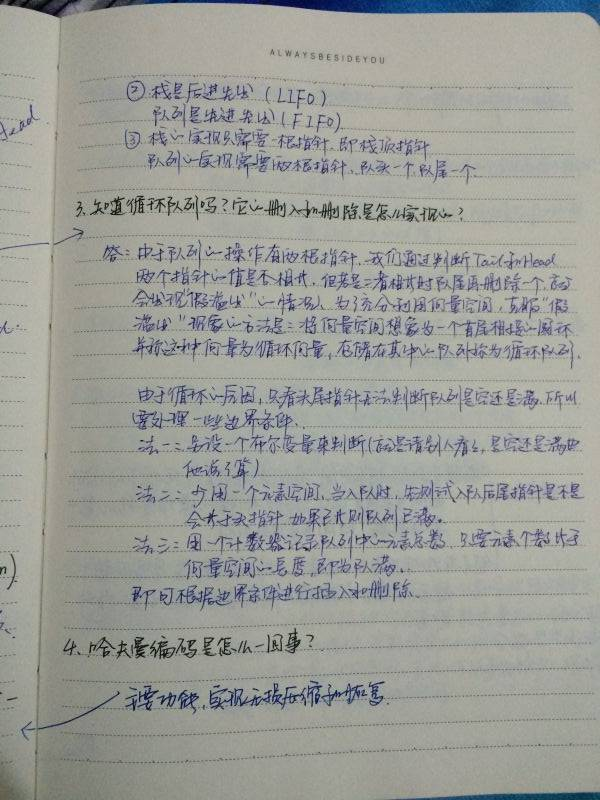 ALWAYSBESIDEYOU
② 栈是后进先出 (LIFO)
队列是先进先出 (FIFO)
③ 栈的实现只需要一根指针，即栈顶指针
队列的实现需要两根指针，队头一个，队尾一个
3. 知道循环队列吗？它的插入和删除是怎么实现的？
答：由于队列的操作有两根指针，我们通过判断Tail和Head
两个指针的值是不相等，但若是二者相等时队尾再删除一个，就
会出现"假溢出"的情况，为了充分利用向量空间，克服"假
溢出"现象的方法是：将向量空间想象为一个首尾相接的圆环
并称这种向量为循环向量，存储在其中的队列称为循环队列。
由于循环的原因，只看头尾指针无法判断队列是空还是满，所以
要处理一些边界条件。
法一：另设一个布尔变量来判断(就是请别人看着，是空还是满由
他说了算)
法二：少用一个元素空间，当入队时，先测试入队后尾指针是不是
会等于头指针，如果相等则队列已满。
法三：用一个计数器记录队列中的元素总数，只要元素个数等于
向量空间的长度，即为队满。
即可根据边界条件进行插入和删除。
4. 哈夫曼编码是怎么一回事？
主要功能，实现无损压缩和
ead